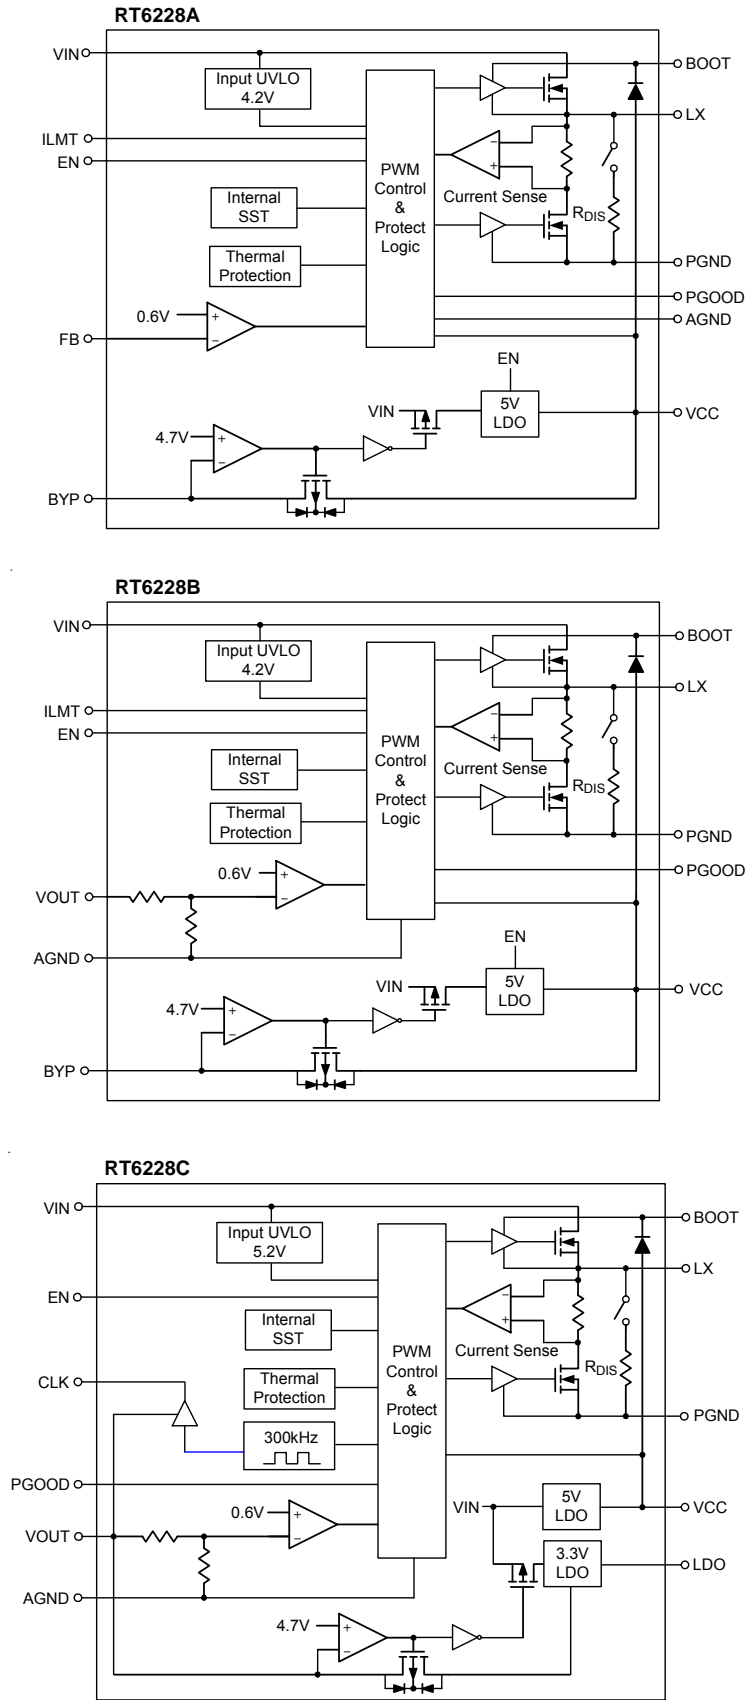 RT6228A
VIN
BOOT
Input UVLO
4.2V
LX
ILMT
EN
PWM
Control
&
Protect
Logic
−
+
Current Sense
Internal
SST
RDIS
Thermal
Protection
PGND
PGOOD
0.6V
+
−
AGND
FB
EN
VIN
5V
LDO
VCC
4.7V
+
−
BYP
RT6228B
VIN
BOOT
Input UVLO
4.2V
LX
ILMT
EN
PWM
Control
&
Protect
Logic
−
+
Current Sense
Internal
SST
RDIS
Thermal
Protection
PGND
PGOOD
0.6V
+
−
VOUT
AGND
EN
VIN
5V
LDO
VCC
4.7V
+
−
BYP
RT6228C
VIN
BOOT
Input UVLO
5.2V
LX
EN
−
+
Internal
SST
PWM
Control
&
Protect
Logic
Current Sense
RDIS
CLK
Thermal
Protection
PGND
300kHz
PGOOD
0.6V
+
−
VIN
5V
LDO
VCC
VOUT
3.3V
LDO
LDO
AGND
4.7V
+
−